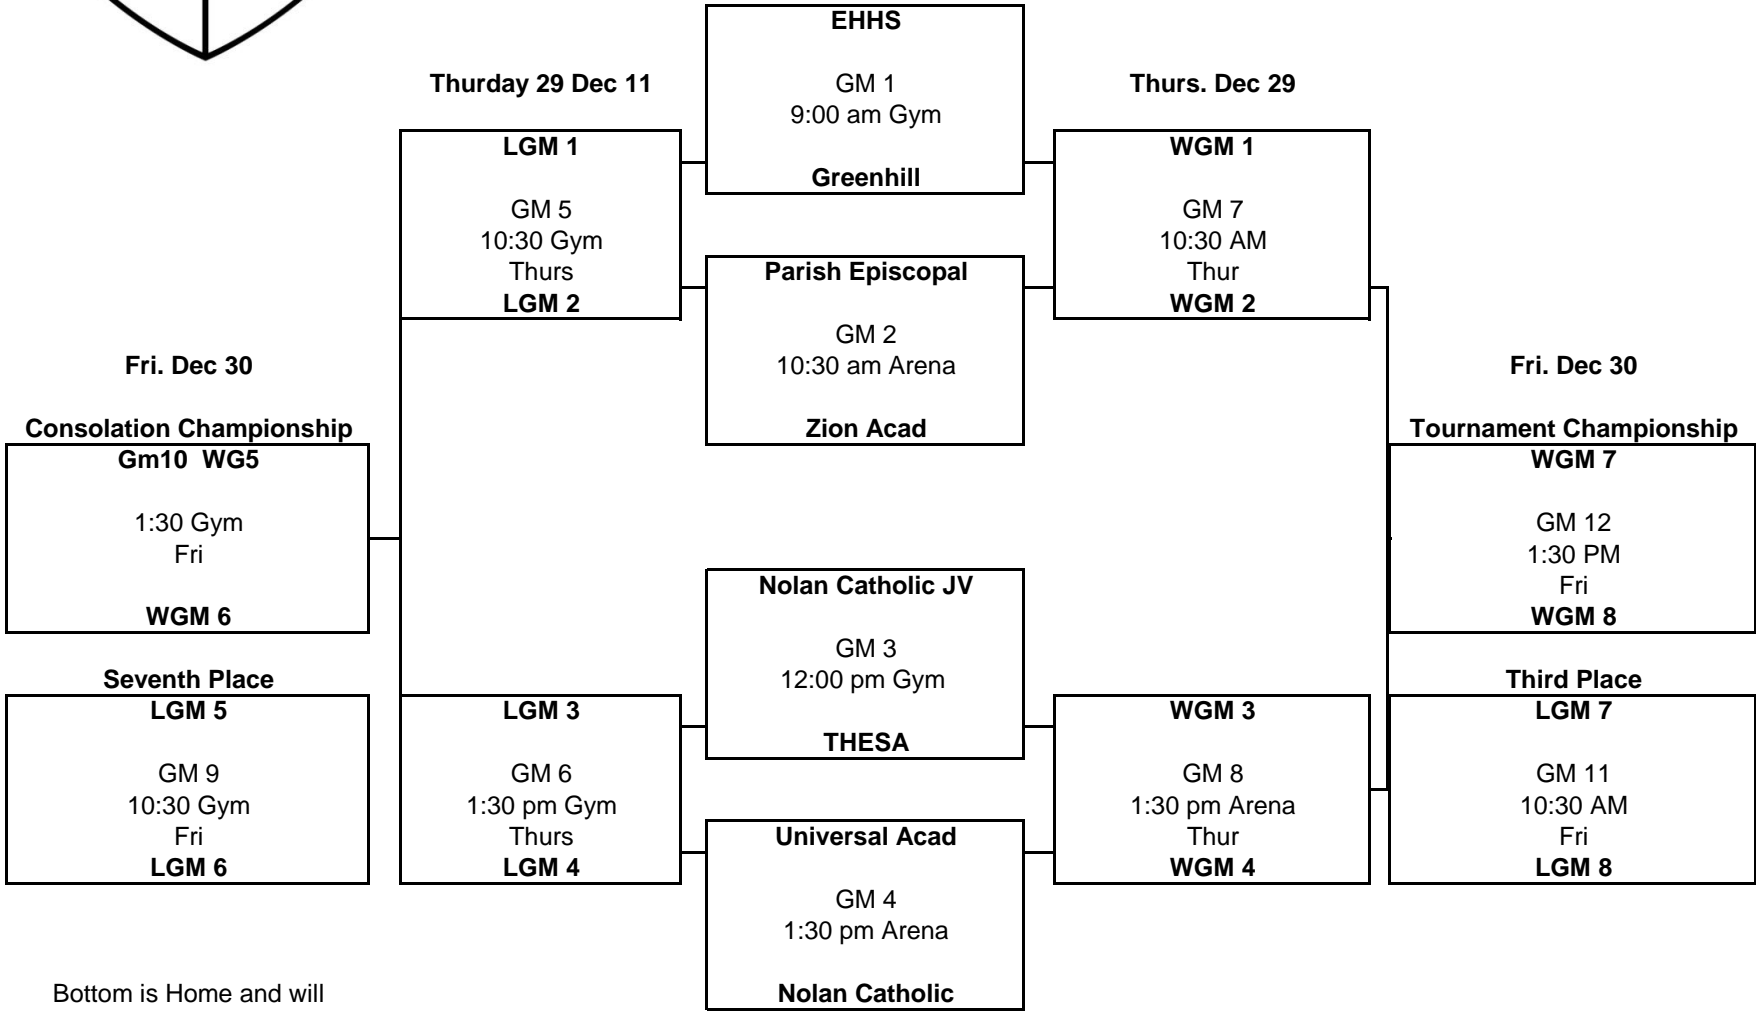 EHHS
GM 1
9:00 am Gym
Greenhill
Thurday 29 Dec 11
Thurs. Dec 29
LGM 1
GM 5
10:30 Gym
Thurs
LGM 2
WGM 1
GM 7
10:30 AM
Thur
WGM 2
Parish Episcopal
GM 2
10:30 am Arena
Zion Acad
Fri. Dec 30
Consolation Championship
Gm10  WG5
1:30 Gym
Fri
WGM 6
Fri. Dec 30
Tournament Championship
WGM 7
GM 12
1:30 PM
Fri
WGM 8
Nolan Catholic JV
GM 3
12:00 pm Gym
THESA
Seventh Place
LGM 5
GM 9
10:30 Gym
Fri
LGM 6
LGM 3
GM 6
1:30 pm Gym
Thurs
LGM 4
WGM 3
GM 8
1:30 pm Arena
Thur
WGM 4
Third Place
LGM 7
GM 11
10:30 AM
Fri
LGM 8
Universal Acad
GM 4
1:30 pm Arena
Nolan Catholic
Bottom is Home and will